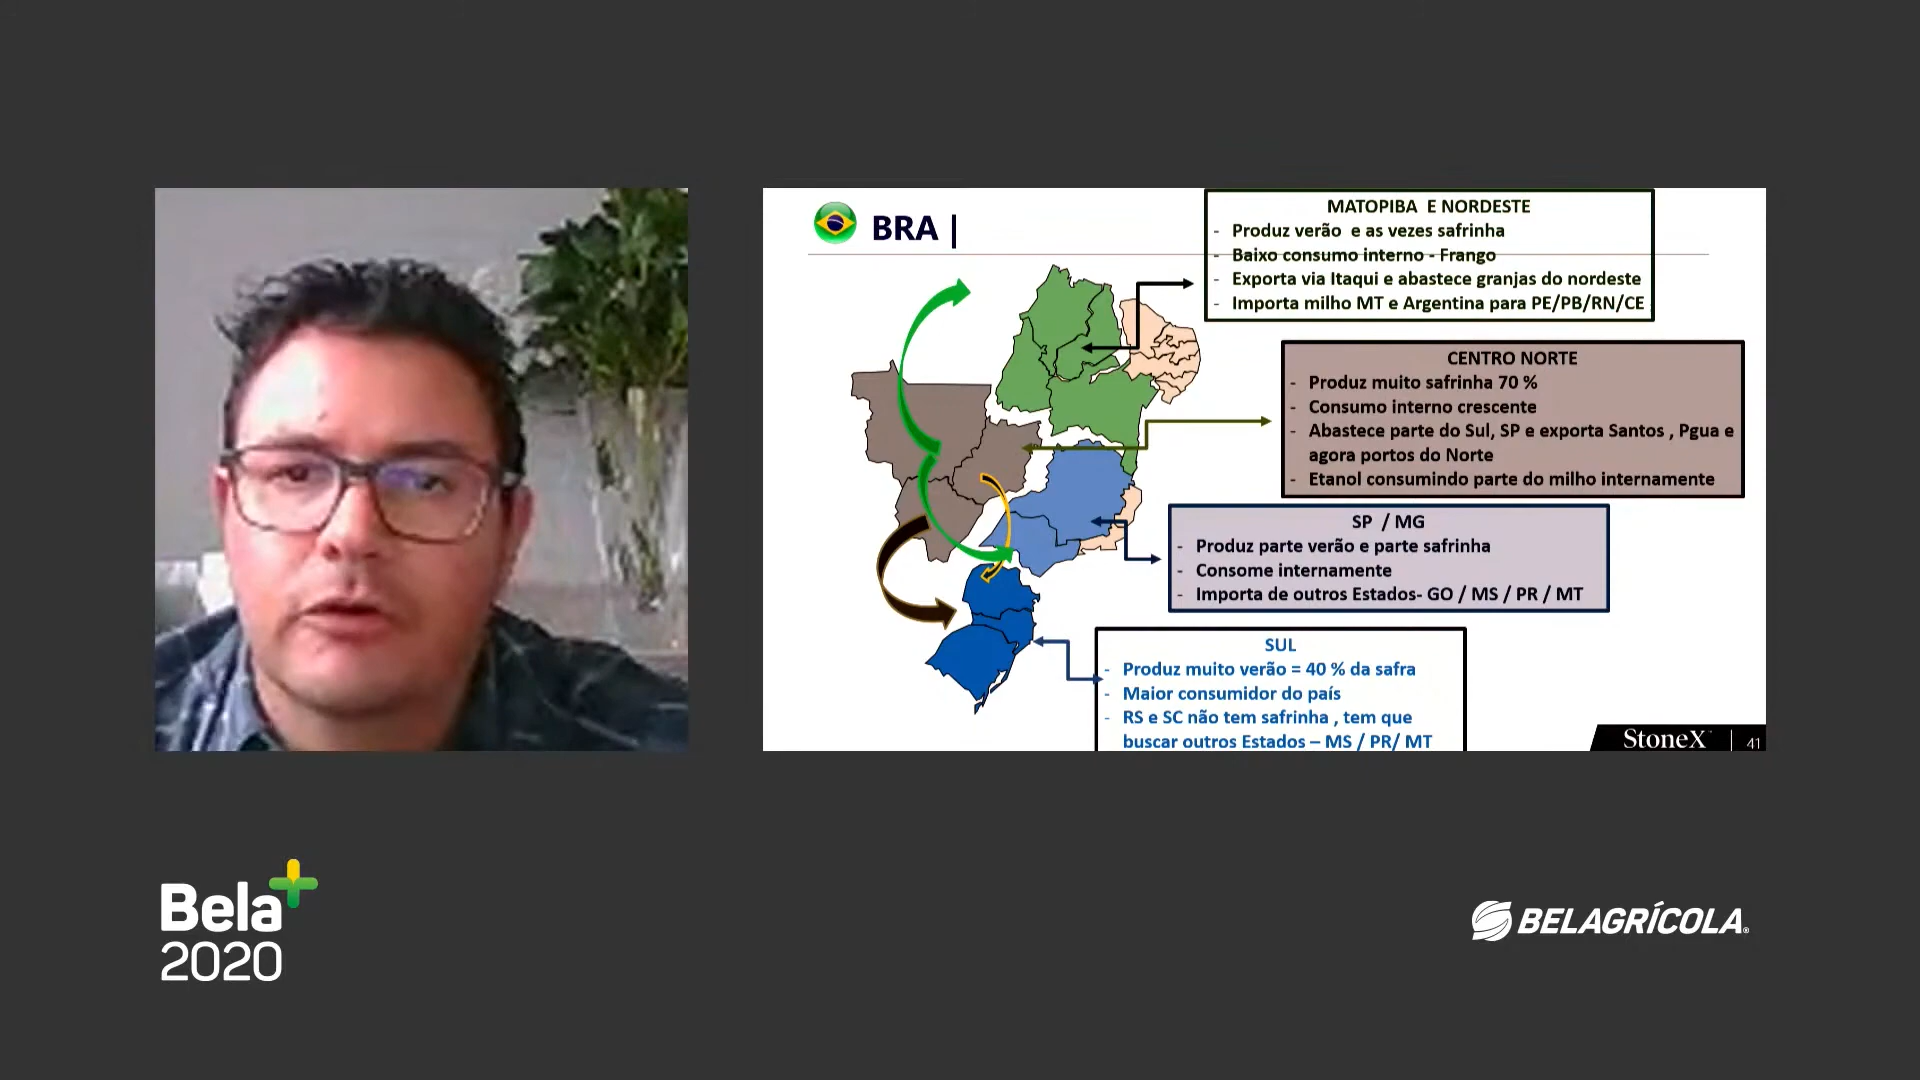 BRA |
MATOPIBA E NORDESTE
- Produz verão e as vezes safrinha
- Baixo consumo interno - Frango
- Exporta via Itaqui e abastece granjas do nordeste
- Importa milho MT e Argentina para PE/PB/RN/CE
CENTRO NORTE
- Produz muito safrinha 70 %
- Consumo interno crescente
- Abastece parte do Sul, SP e exporta Santos , Pgua e
agora portos do Norte
- Etanol consumindo parte do milho internamente
SP / MG
- Produz parte verão e parte safrinha
- Consome internamente
- Importa de outros Estados- GO / MS / PR / MT
SUL
- Produz muito verão = 40 % da safra
- Maior consumidor do país
- RS e SC não tem safrinha , tem que
buscar outros Estados – MS / PR/ MT
StoneX | 41
Bela+
2020
BELAGRÍCOLA